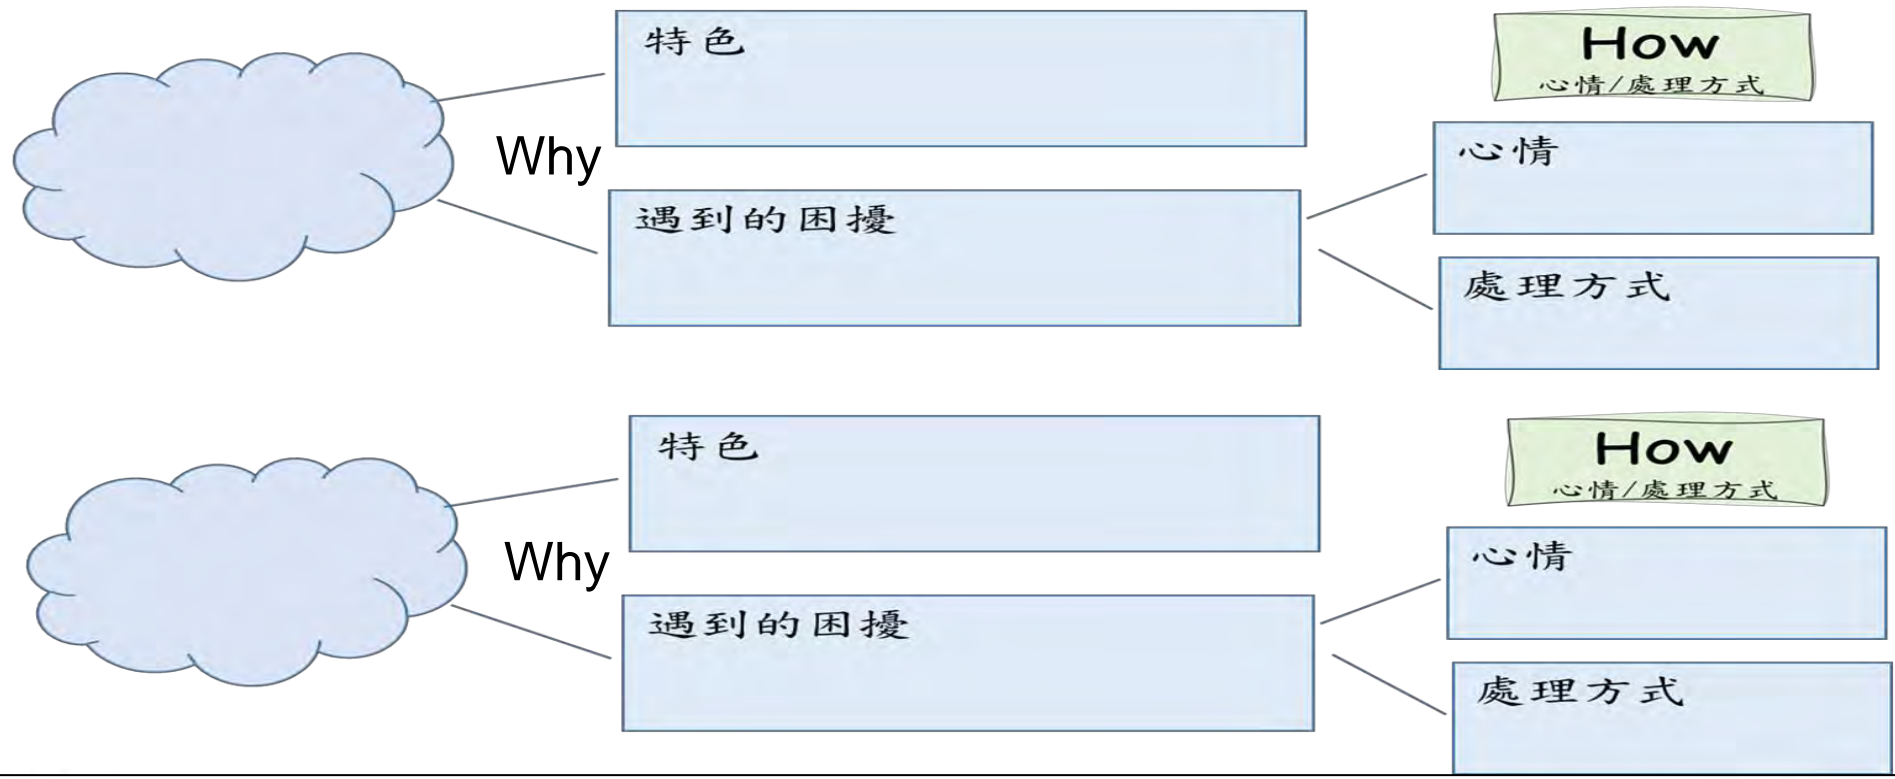 特色
How
心情/處理方式
Why
心情
遇到的困擾
處理方式
特色
How
心情/處理方式
Why
心情
遇到的困擾
處理方式